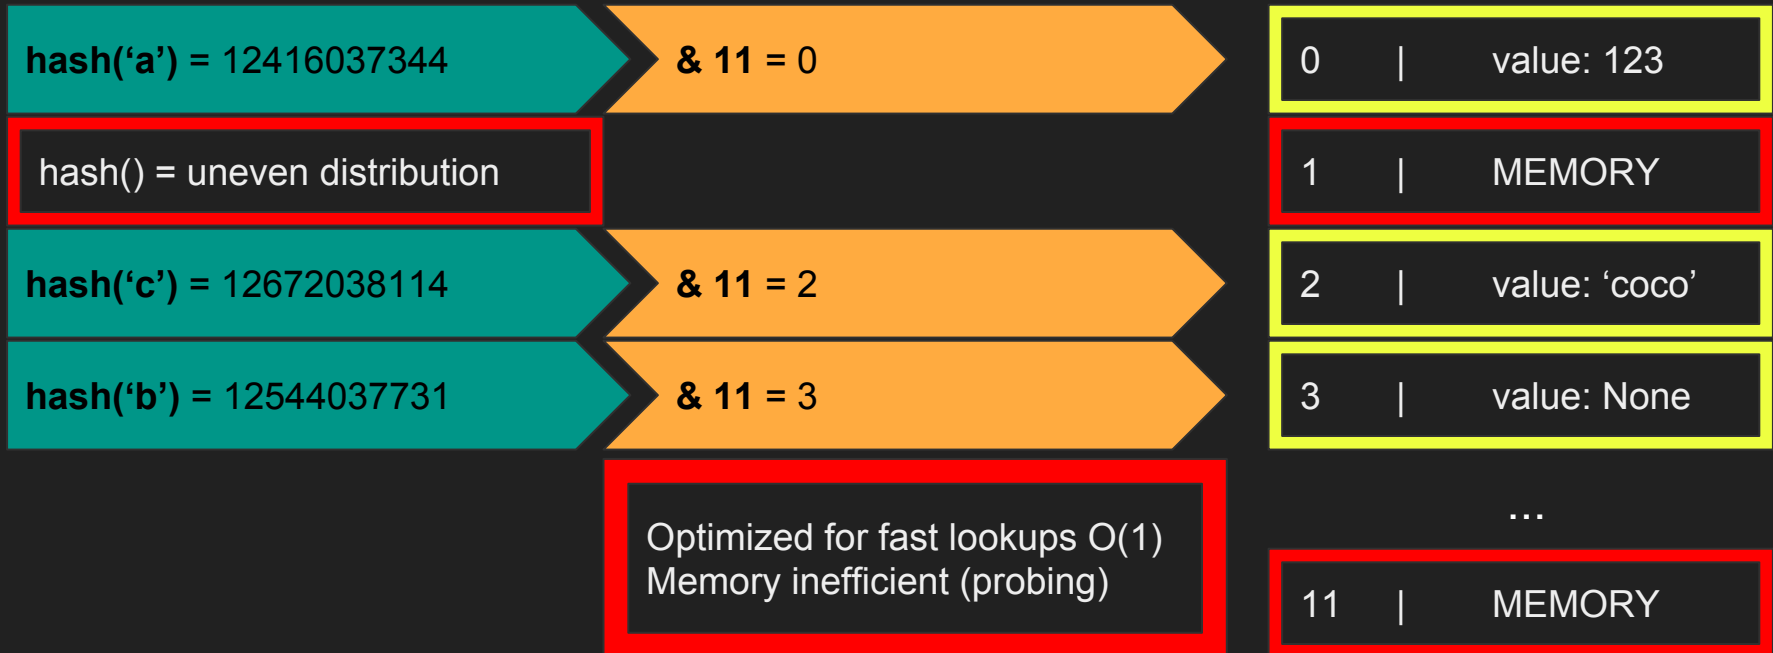 hash(‘a’) = 12416037344 & 11 = 0 0 | value: 123
hash() = uneven distribution 1 | MEMORY
hash(‘c’) = 12672038114 & 11 = 2 2 | value: ‘coco’
hash(‘b’) = 12544037731 & 11 = 3 3 | value: None
...
Optimized for fast lookups O(1)
Memory inefficient (probing)
11 | MEMORY